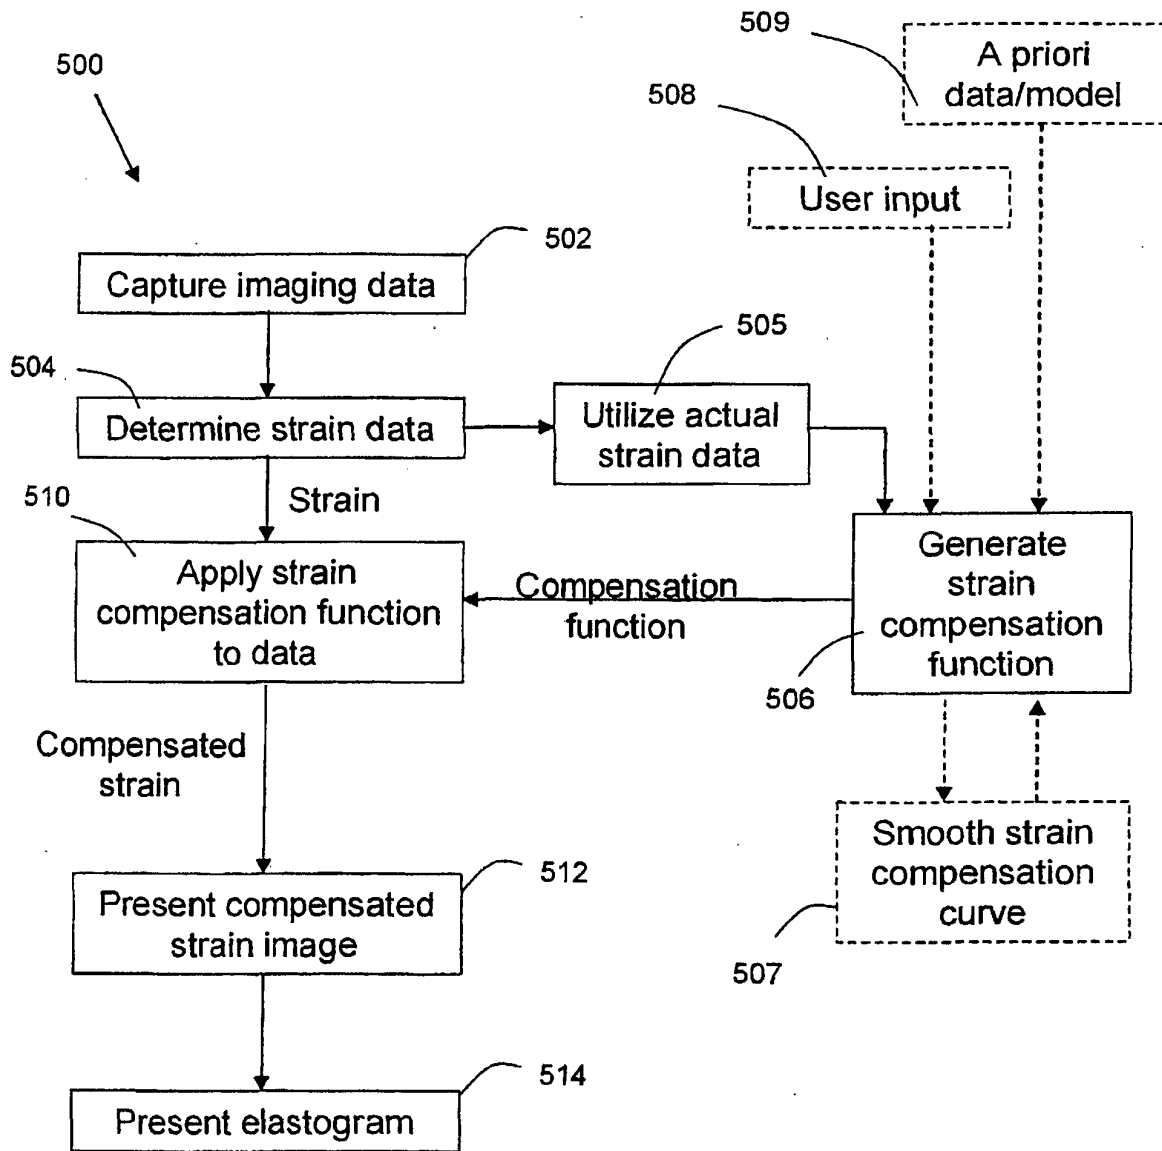 509
A priori
data/model
500
508
User input
502
Capture imaging data
505
504
Determine strain data
Utilize actual
strain data
510
Strain
Apply strain
compensation function
to data
Compensation
function
Generate
strain
compensation
function
506
Compensated
strain
Smooth strain
compensation
curve
507
512
Present compensated
strain image
514
Present elastogram